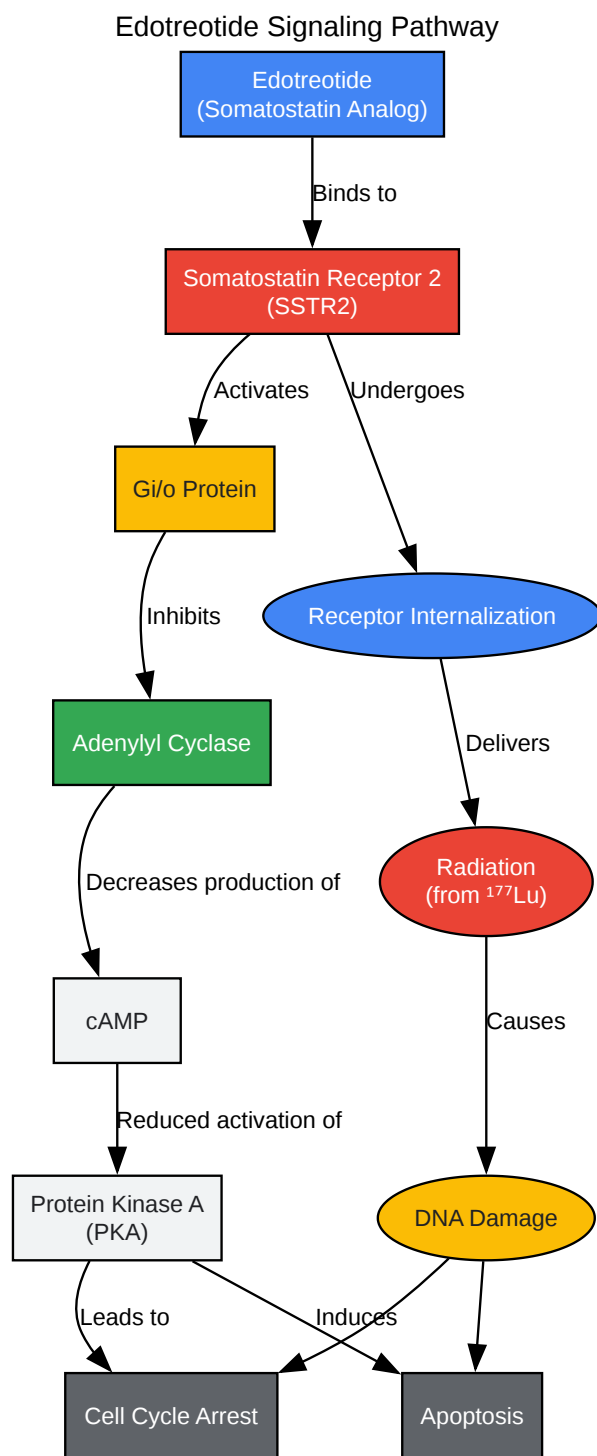 Edotreotide Signaling Pathway
Edotreotide
(Somatostatin Analog)
Binds to
Somatostatin Receptor 2
(SSTR2)
Activates
Undergoes
Gi/o Protein
Inhibits
Receptor Internalization
Adenylyl Cyclase
Delivers
Decreases production of
Radiation
(from ¹⁷⁷Lu)
cAMP
Causes
Reduced activation of
Protein Kinase A
(PKA)
DNA Damage
Leads to
Induces
Cell Cycle Arrest
Apoptosis